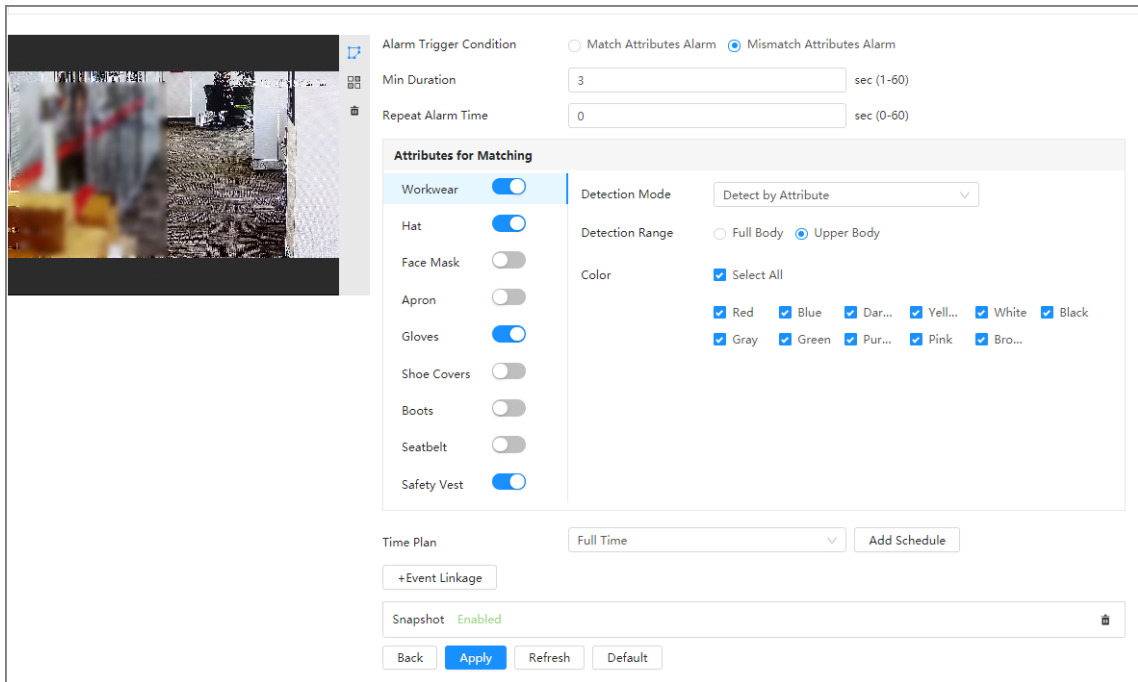 Alarm Trigger Condition Match Attributes Alarm Mismatch Attributes Alarm
Min Duration 3 sec (1-60)
Repeat Alarm Time 0 sec (0-60)
Attributes for Matching
Workwear
Hat
Face Mask
Apron
Gloves
Shoe Covers
Boots
Seatbelt
Safety Vest
Detection Mode Detect by Attribute
Detection Range Full Body Upper Body
Color Select All
Red Blue Dar... Yell... White Black
Gray Green Pur... Pink Bro...
Time Plan Full Time Add Schedule
+Event Linkage
Snapshot Enabled
Back Apply Refresh Default